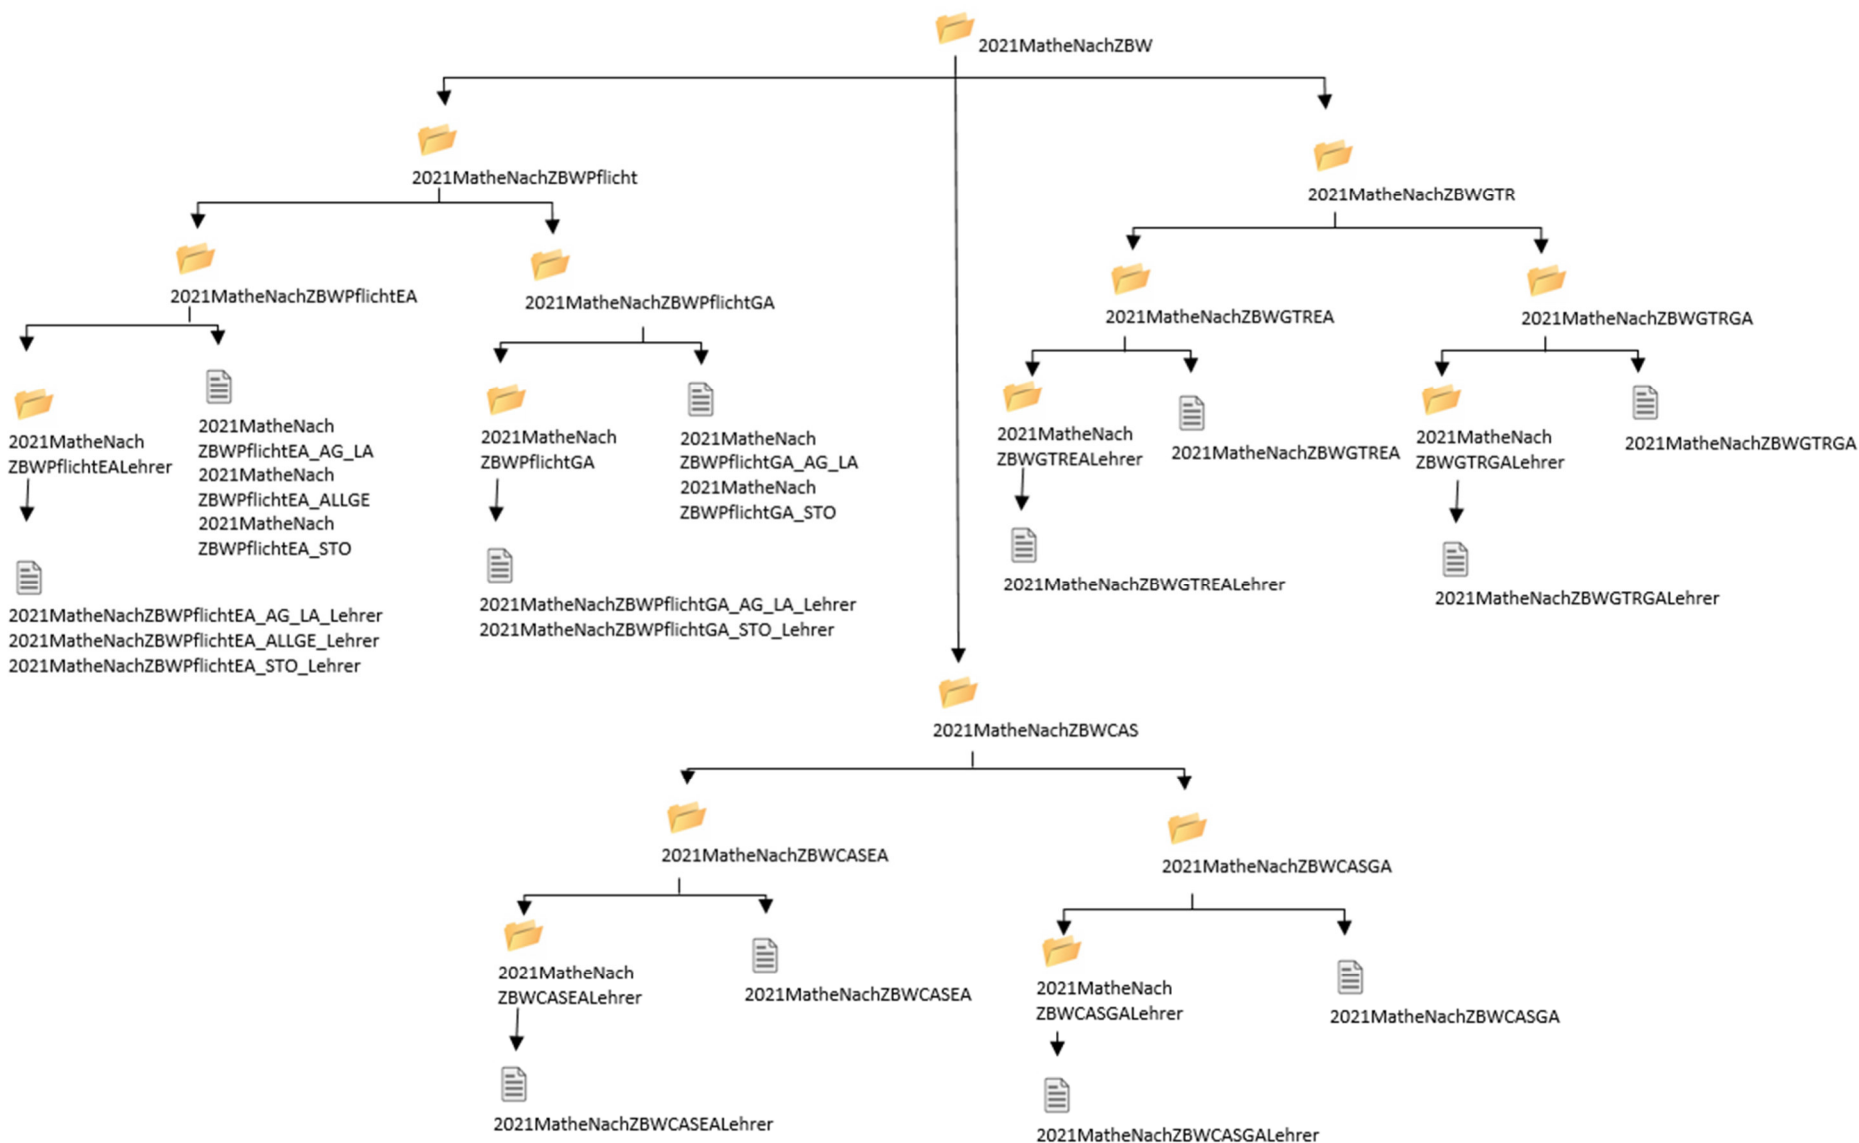 2021MatheNachZBW
2021MatheNachZBWPflicht
2021MatheNachZBWGTR
2021MatheNachZBWPflichtEA
2021MatheNachZBWPflichtGA
2021MatheNachZBWGTREA
2021MatheNachZBWGTRGA
2021MatheNach
ZBWPflichtEALehrer
2021MatheNach
ZBWPflichtEA_AG_LA
2021MatheNach
ZBWPflichtEA_ALLGE
2021MatheNach
ZBWPflichtEA_STO
2021MatheNach
ZBWPflichtGA
2021MatheNach
ZBWPflichtGA_AG_LA
2021MatheNach
ZBWPflichtGA_STO
2021MatheNach
ZBWGTREALehrer
2021MatheNachZBWGTREA
2021MatheNach
ZBWGTRGALehrer
2021MatheNachZBWGTRGA
2021MatheNachZBWPflichtEA_AG_LA_Lehrer
2021MatheNachZBWPflichtEA_ALLGE_Lehrer
2021MatheNachZBWPflichtEA_STO_Lehrer
2021MatheNachZBWPflichtGA_AG_LA_Lehrer
2021MatheNachZBWPflichtGA_STO_Lehrer
2021MatheNachZBWGTREALehrer
2021MatheNachZBWGTRGALehrer
2021MatheNachZBWCAS
2021MatheNachZBWCASEA
2021MatheNachZBWCASGA
2021MatheNach
ZBWCASEALehrer
2021MatheNachZBWCASEA
2021MatheNach
ZBWCASGALehrer
2021MatheNachZBWCASGA
2021MatheNachZBWCASEALehrer
2021MatheNachZBWCASGALehrer